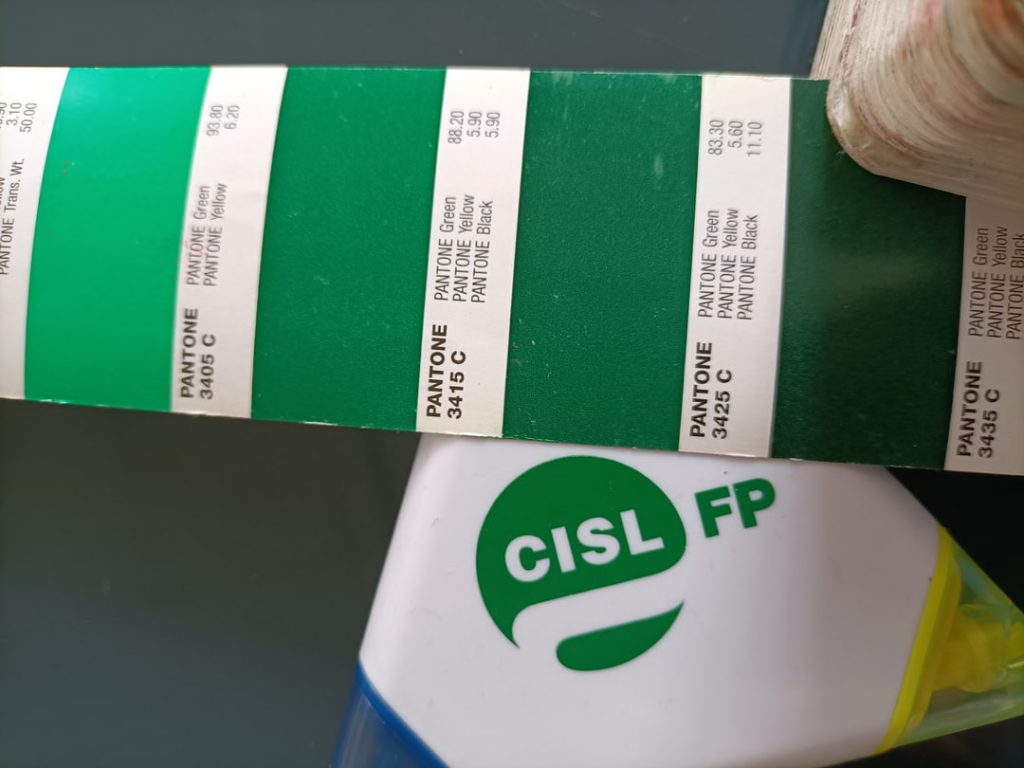 3.10
50.00
PANTONE Trans. Wt.
PANTONE
3405 C
PANTONE Green 93.80
PANTONE Yellow 6.20
PANTONE
3415 C
PANTONE Green 88.20
PANTONE Yellow 5.90
PANTONE Black 5.90
PANTONE
3425 C
PANTONE Green 83.30
PANTONE Yellow 5.60
PANTONE Black 11.10
PANTONE
3435 C
PANTONE Green
PANTONE Yellow
PANTONE Black
CISL FP